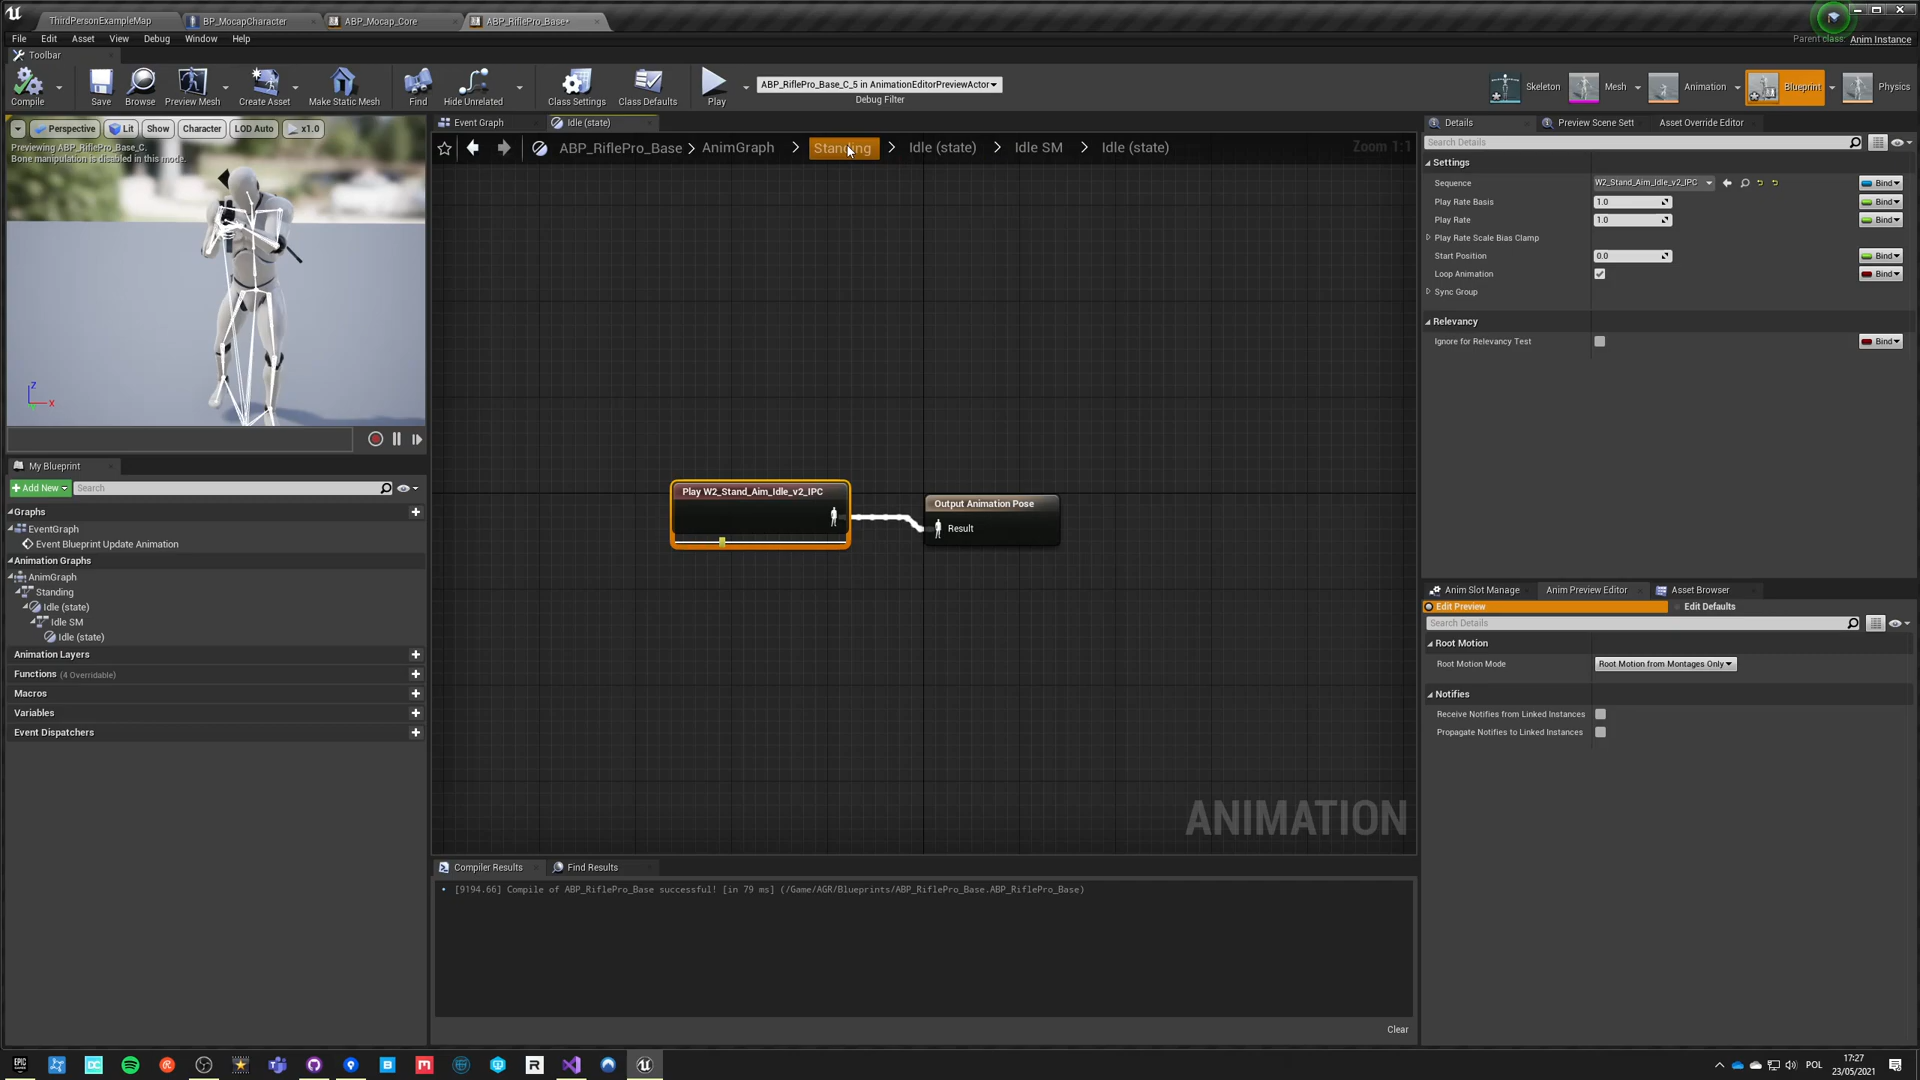 ThirdPersonExampleMap
BP_MocapCharacter
ABP_Mocap_Core
ABP_RiflePro_Base*
File Edit Asset View Debug Window Help
Parent class: Anim Instance
Toolbar
Compile
Save
Browse
Preview Mesh
Create Asset
Make Static Mesh
Find
Hide Unrelated
Class Settings
Class Defaults
Play
ABP_RiflePro_Base_C_5 in AnimationEditorPreviewActor
Debug Filter
Skeleton
Mesh
Animation
Blueprint
Physics
Perspective Lit Show Character LOD Auto x1.0
Previewing ABP_RiflePro_Base_C.
Bone manipulation is disabled in this mode.
Z
X
My Blueprint
Add New
Search
Graphs
EventGraph
Event Blueprint Update Animation
Animation Graphs
AnimGraph
Standing
Idle (state)
Idle SM
Idle (state)
Animation Layers
Functions (4 Overridable)
Macros
Variables
Event Dispatchers
Event Graph
Idle (state)
ABP_RiflePro_Base > AnimGraph > Standing > Idle (state) > Idle SM > Idle (state)
Zoom 1:1
Play W2_Stand_Aim_Idle_v2_IPC
Output Animation Pose
Result
ANIMATION
Compiler Results
Find Results
[9194.66] Compile of ABP_RiflePro_Base successful! [in 79 ms] (/Game/AGR/Blueprints/ABP_RiflePro_Base.ABP_RiflePro_Base)
Clear
Details
Preview Scene Sett
Asset Override Editor
Search Details
Settings
Sequence W2_Stand_Aim_Idle_v2_IPC Bind
Play Rate Basis 1.0 Bind
Play Rate 1.0 Bind
Play Rate Scale Bias Clamp
Start Position 0.0 Bind
Loop Animation Bind
Sync Group
Relevancy
Ignore for Relevancy Test Bind
Anim Slot Manage
Anim Preview Editor
Asset Browser
Edit Preview
Edit Defaults
Search Details
Root Motion
Root Motion Mode Root Motion from Montages Only
Notifies
Receive Notifies from Linked Instances
Propagate Notifies to Linked Instances
POL
17:27
23/05/2021